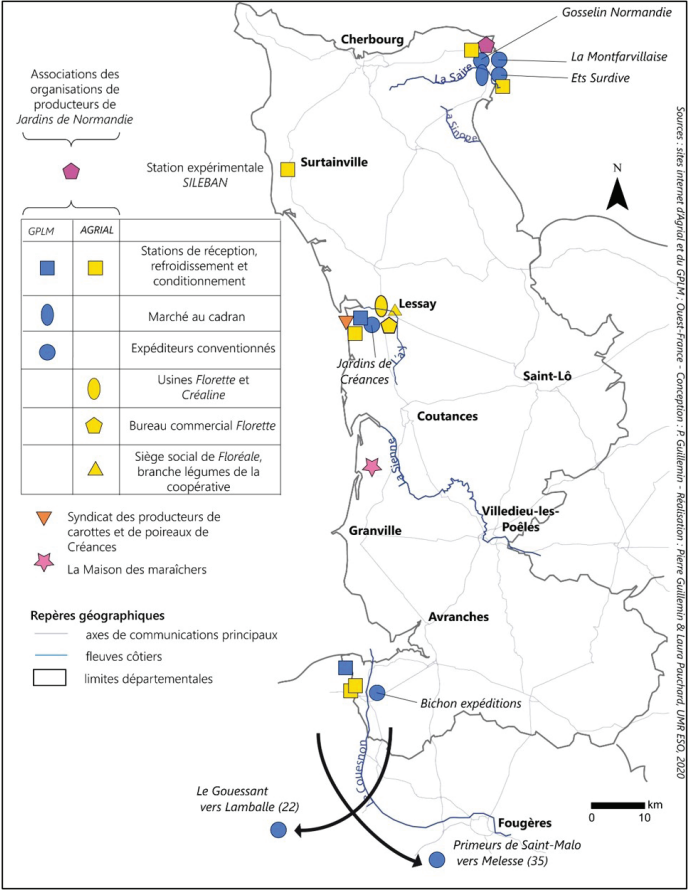 Gosselin Normandie
Cherbourg
La Montfarvillaise
La Saire
Ets Surdive
Associations des
organisations de
producteurs de
Jardins de Normandie
La Sinope
Station expérimentale
SILEBAN
Surtainville
N
GPLM
AGRIAL
Stations de réception,
refroidissement et
conditionnement
Marché au cadran
Expéditeurs conventionnés
Usines Florette et
Créaline
Bureau commercial Florette
Siège social de Floréale,
branche légumes de la
coopérative
Syndicat des producteurs de
carottes et de poireaux de
Créances
La Maison des maraîchers
Lessay
L'ay
Jardins de
Créances
Saint-Lô
Coutances
La Sienne
Villedieu-les-
Poêles
Granville
Avranches
Repères géographiques
axes de communications principaux
fleuves côtiers
limites départementales
Bichon expéditions
Le Couesnon
Le Gouessant
vers Lamballe (22)
Fougères
Primeurs de Saint-Malo
vers Melesse (35)
km
0 10
Sources : sites internet d'Agrial et du GPLM ; Ouest-France - Conception : P. Guillemin - Réalisation : Pierre Guillemin & Laura Pauchard, UMR ESO, 2020